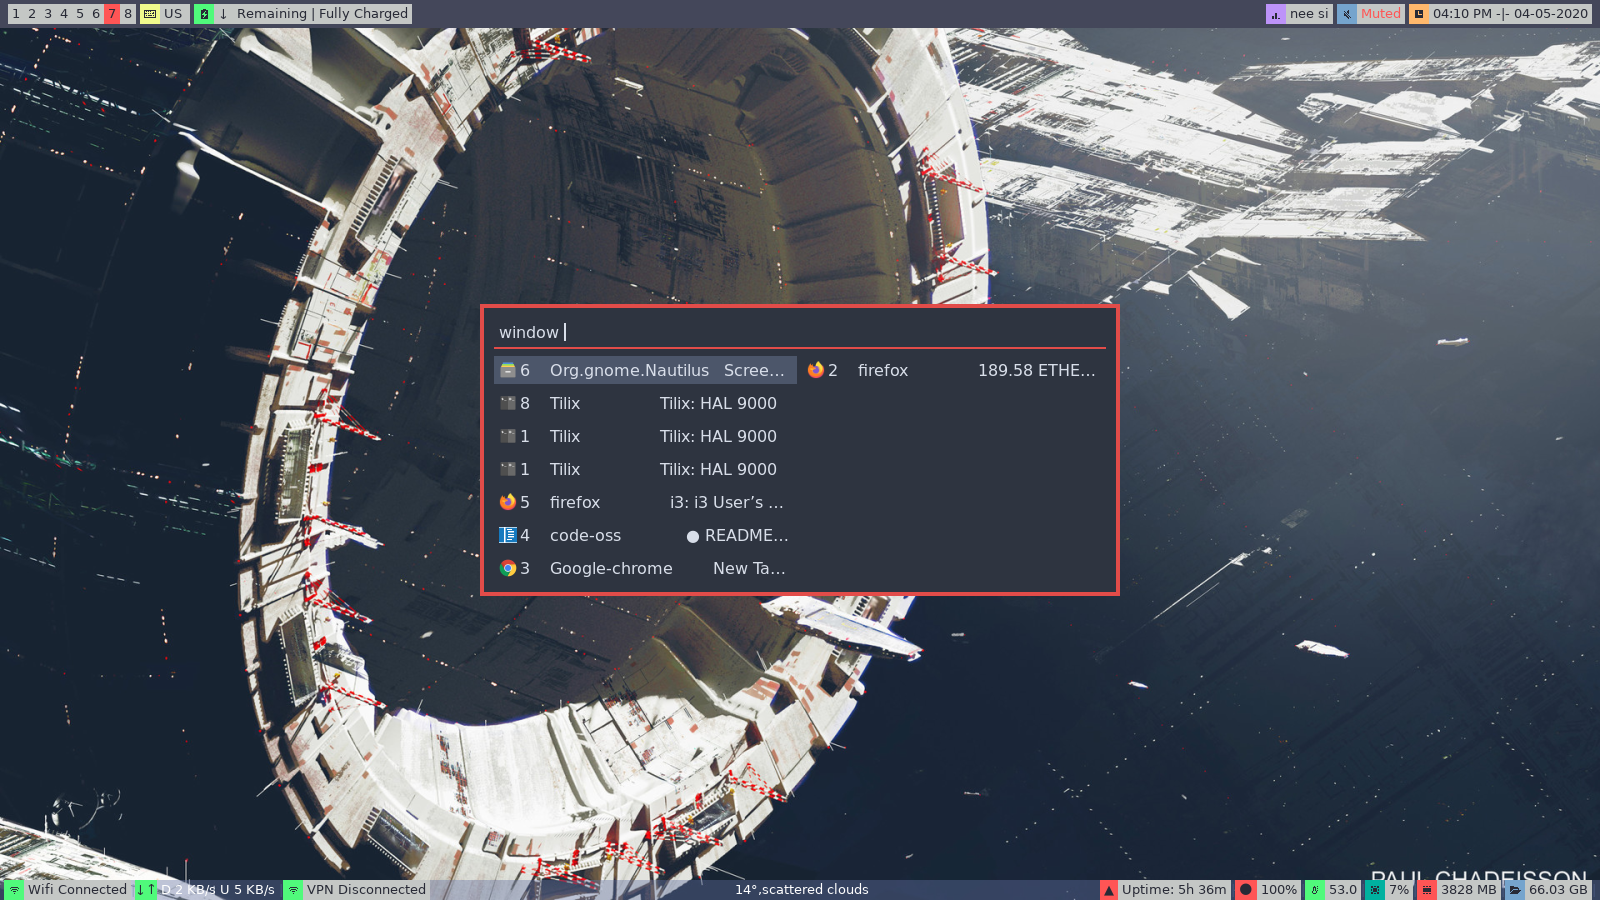 1 2 3 4 5 6 7 8 US ↓ Remaining | Fully Charged nee si Muted 04:10 PM -|- 04-05-2020
window
6 Org.gnome.Nautilus Scree... 2 firefox 189.58 ETHE...
8 Tilix Tilix: HAL 9000
1 Tilix Tilix: HAL 9000
1 Tilix Tilix: HAL 9000
5 firefox i3: i3 User’s ...
4 code-oss ● README...
3 Google-chrome New Ta...
PAUL CHADEISSON
Wifi Connected ↑↓↑ D 2 KB/s U 5 KB/s VPN Disconnected 14°,scattered clouds Uptime: 5h 36m 100% 53.0 7% 3828 MB 66.03 GB